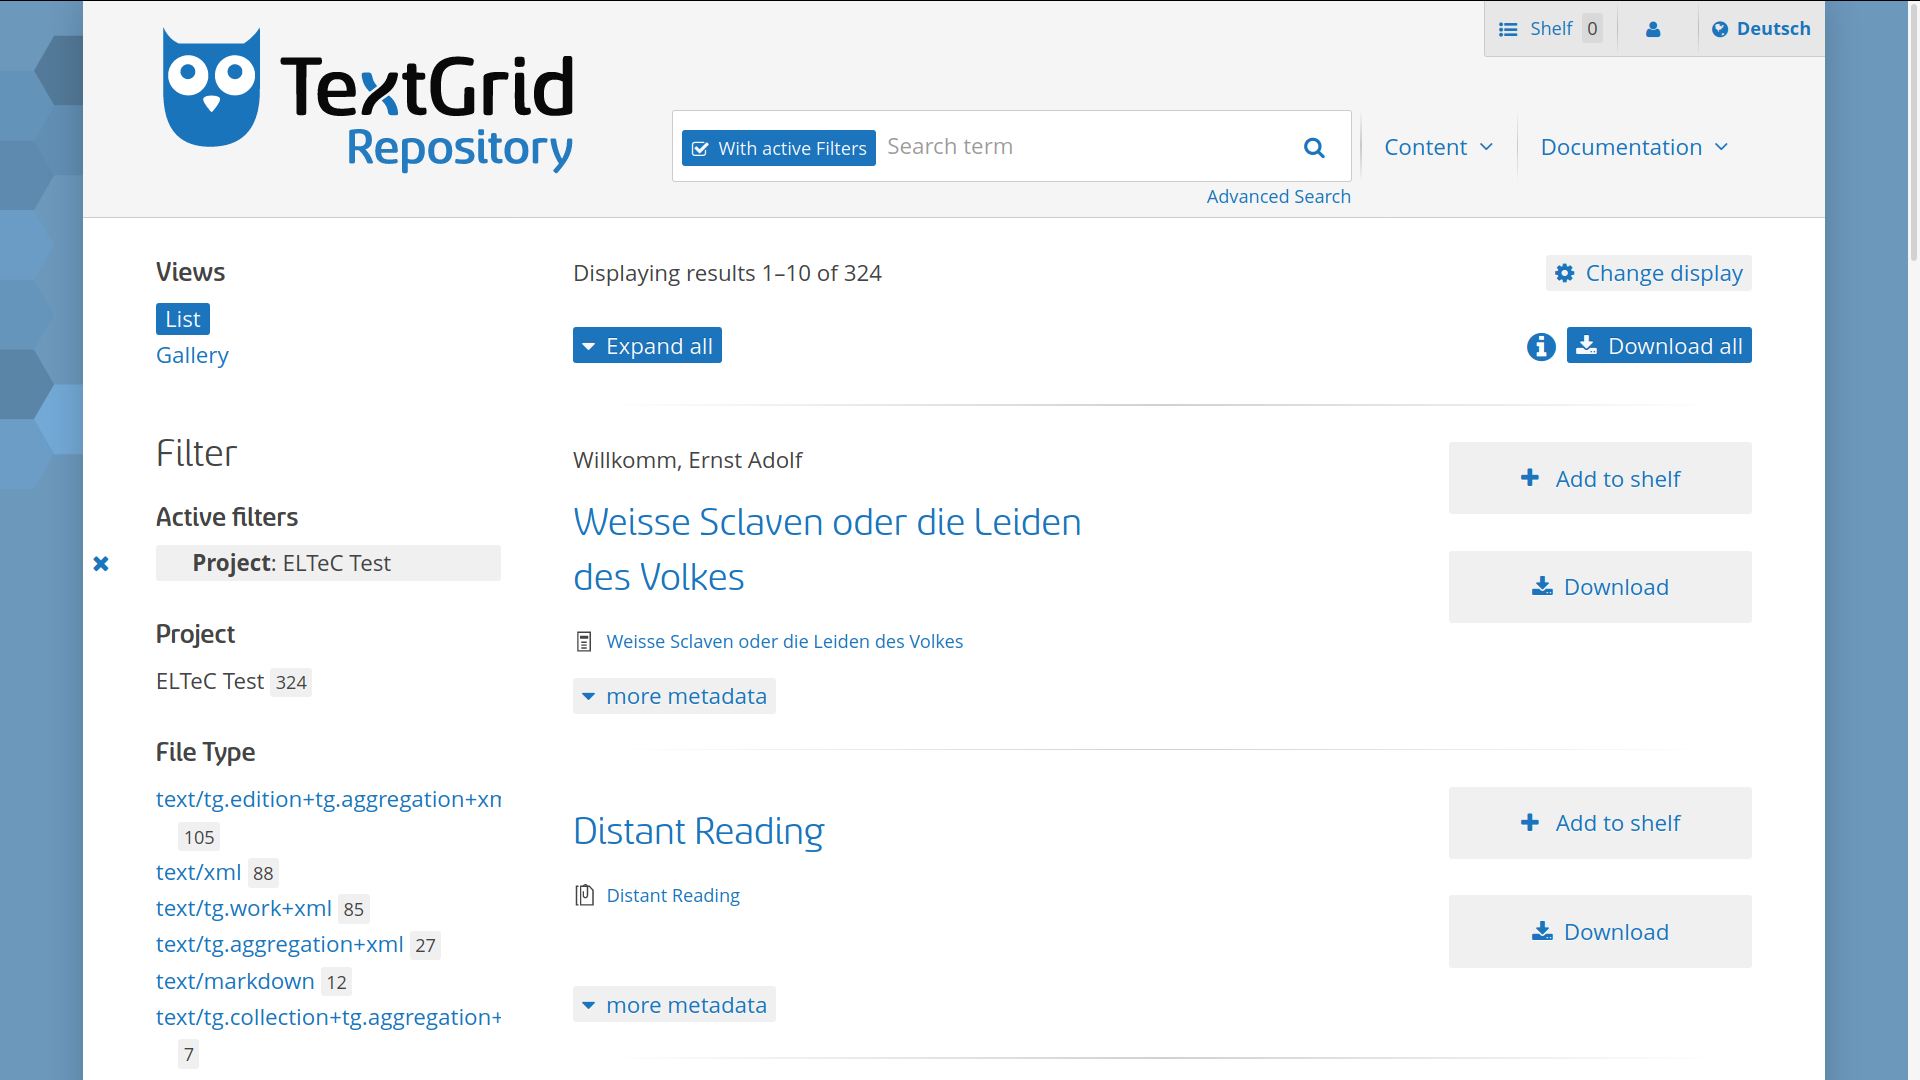 Shelf 0
Deutsch
TextGrid
Repository
With active Filters
Search term
Content
Documentation
Advanced Search
Views
List
Gallery
Displaying results 1–10 of 324
Change display
Expand all
Download all
Filter
Active filters
Project: ELTeC Test
Project
ELTeC Test 324
File Type
text/tg.edition+tg.aggregation+xn
105
text/xml 88
text/tg.work+xml 85
text/tg.aggregation+xml 27
text/markdown 12
text/tg.collection+tg.aggregation+
7
Willkomm, Ernst Adolf
Weisse Sclaven oder die Leiden
des Volkes
Weisse Sclaven oder die Leiden des Volkes
more metadata
Add to shelf
Download
Distant Reading
Distant Reading
more metadata
Add to shelf
Download